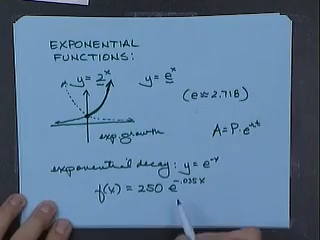 EXPONENTIAL
FUNCTIONS:
y = 2^x y = e^x
(e ≈ 2.718)
exp. growth A = P·e^rt
exponential decay: y = e^-x
f(x) = 250 e^-.035x